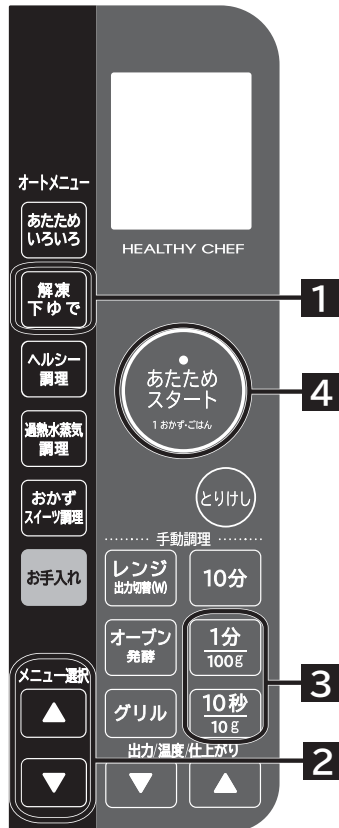 オートメニュー
あたため
いろいろ
HEALTHY CHEF
解凍
下ゆで
1
ヘルシー
調理
あたため
スタート
1 おかず・ごはん
4
過熱水蒸気
調理
おかず
スイーツ調理
とりけし
手動調理
お手入れ
レンジ
出力切替(W)
10分
オーブン
発酵
1分
100g
3
メニュー選択
グリル
10秒
10g
出力/温度/仕上がり
2